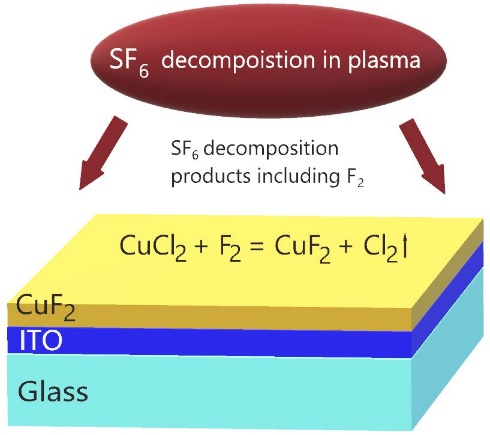 SF₆ decompoistion in plasma
SF₆ decomposition
products including F₂
CuCl₂ + F₂ = CuF₂ + Cl₂↑
CuF₂
ITO
Glass